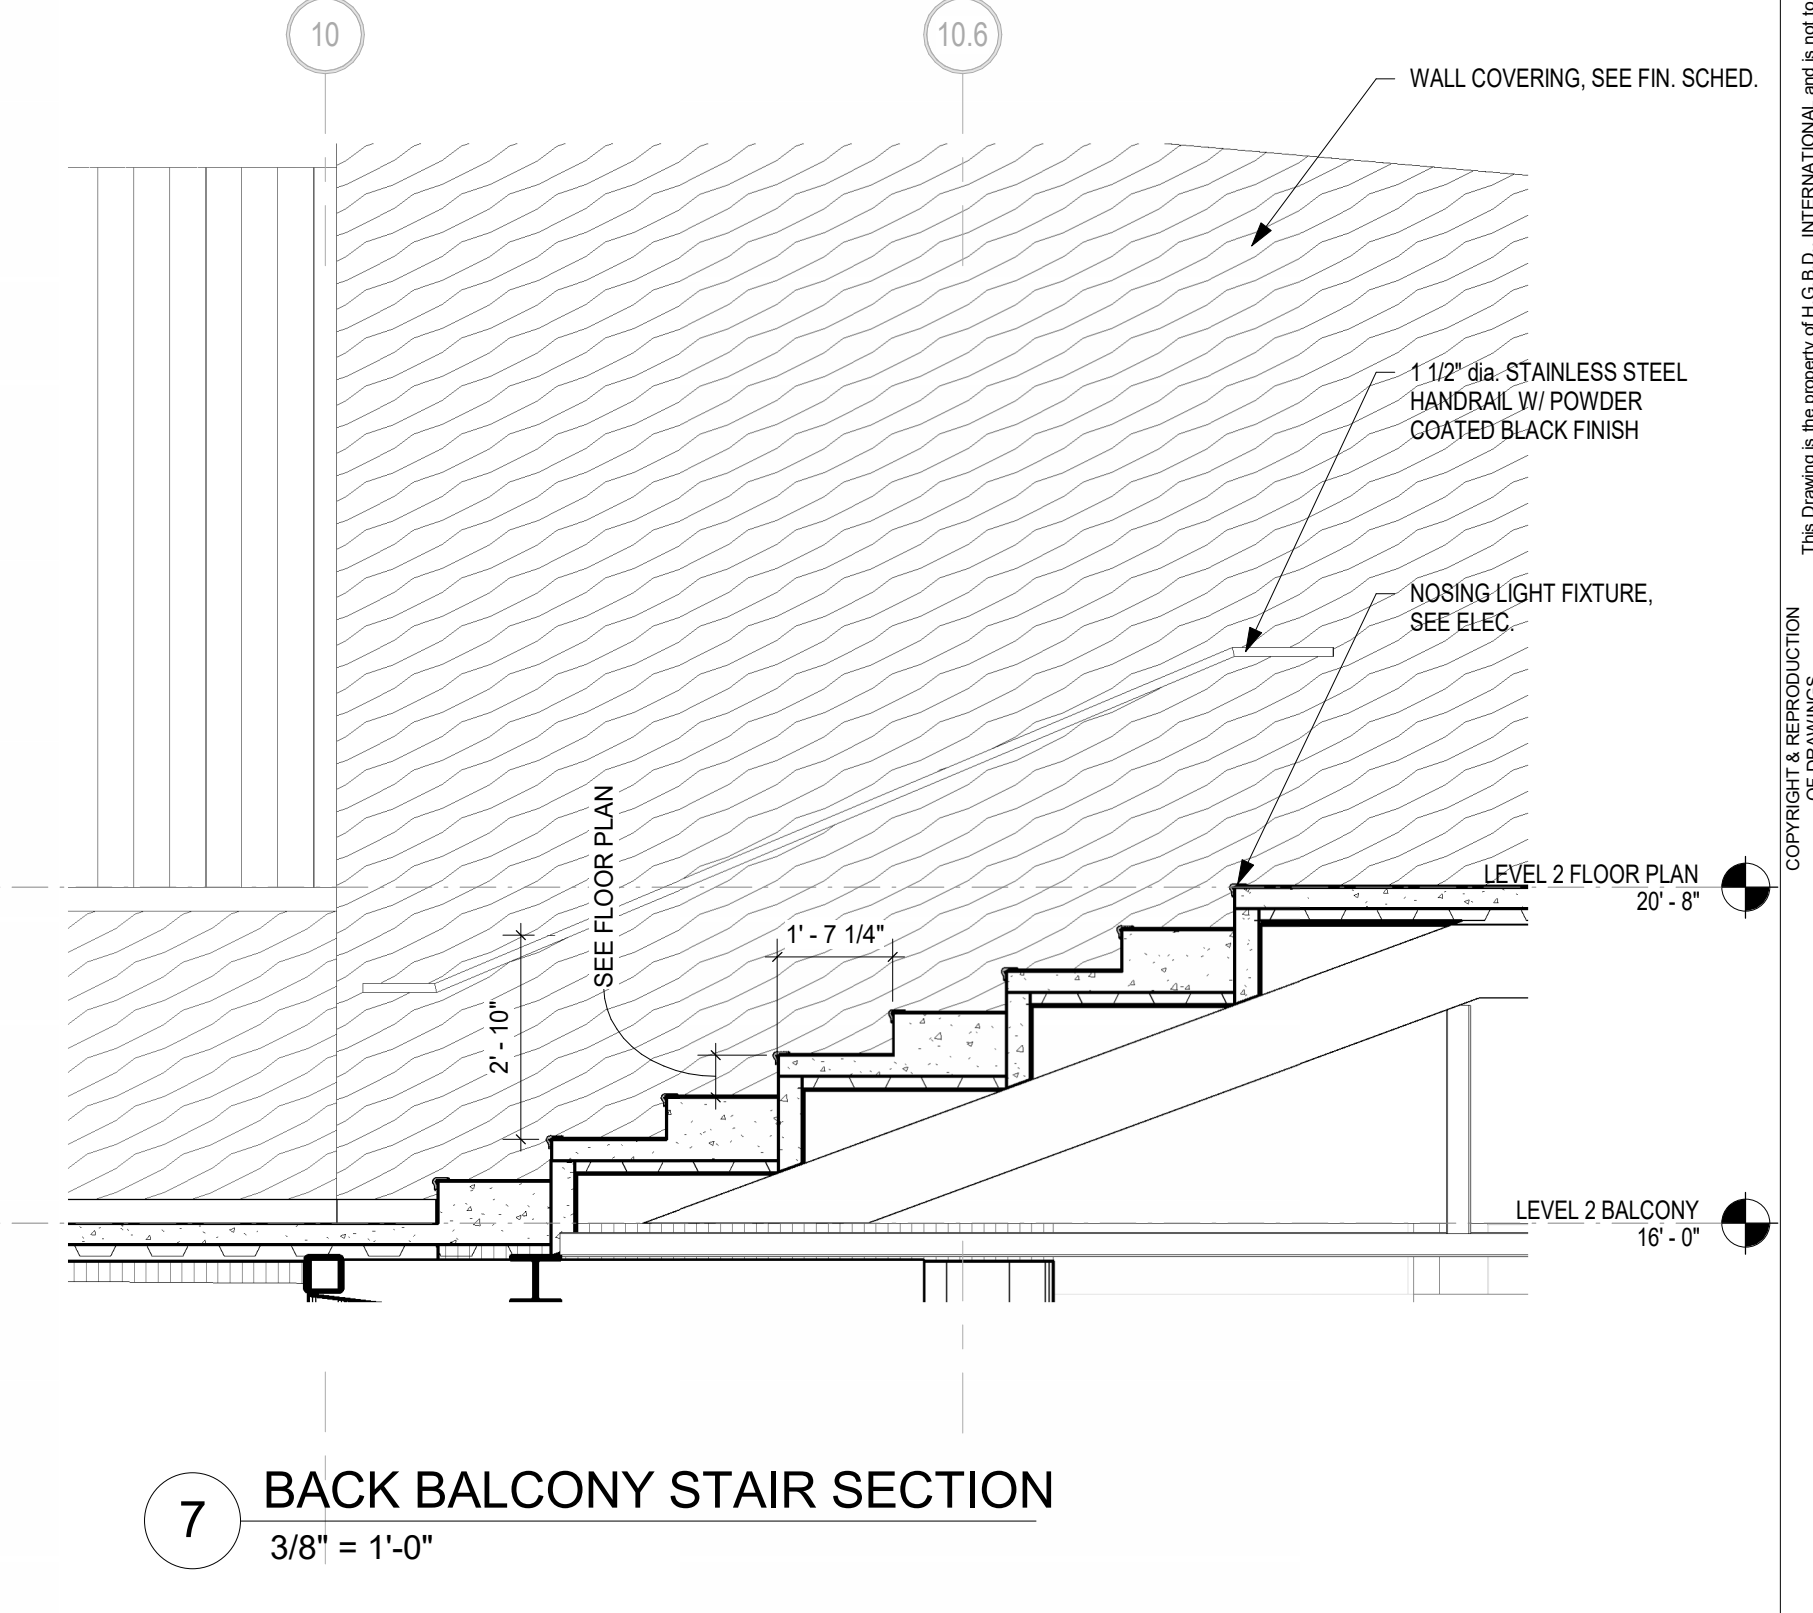 10
10.6
WALL COVERING, SEE FIN. SCHED.
1 1/2" dia. STAINLESS STEEL
HANDRAIL W/ POWDER
COATED BLACK FINISH
NOSING LIGHT FIXTURE,
SEE ELEC.
SEE FLOOR PLAN
1' - 7 1/4"
2' - 10"
LEVEL 2 FLOOR PLAN
20' - 8"
LEVEL 2 BALCONY
16' - 0"
7
BACK BALCONY STAIR SECTION
3/8" = 1'-0"
This Drawing is the property of H.G.B.D. INTERNATIONAL and is not to
COPYRIGHT & REPRODUCTION
OF DRAWINGS